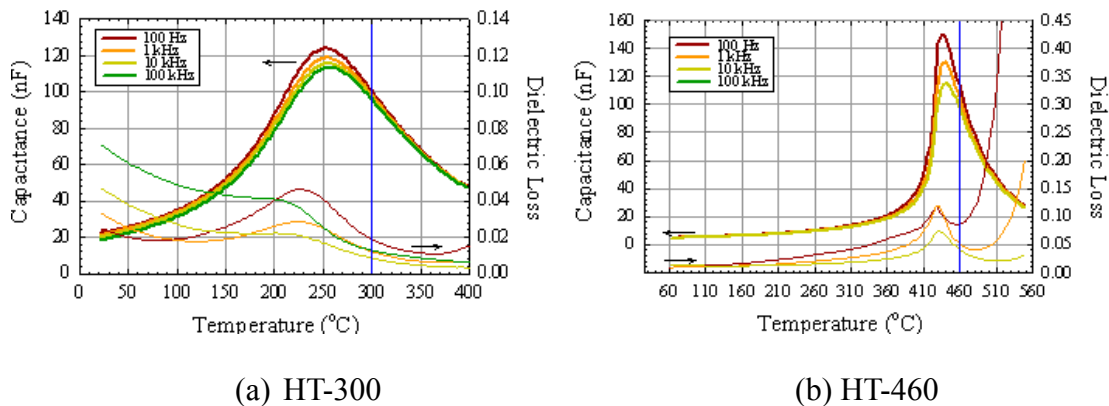 140
120
100
80
60
40
20
0
Capacitance (nF)
100 Hz
1 kHz
10 kHz
100 kHz
0.14
0.12
0.10
0.08
0.06
0.04
0.02
0.00
Dielectric Loss
0 50 100 150 200 250 300 350 400
Temperature (°C)
160
140
120
100
80
60
40
20
0
Capacitance (nF)
100 Hz
1 kHz
10 kHz
100 kHz
0.45
0.40
0.35
0.30
0.25
0.20
0.15
0.10
0.05
0.00
Dielectric Loss
60 110 160 210 260 310 360 410 460 510 560
Temperature (°C)
(a) HT-300
(b) HT-460